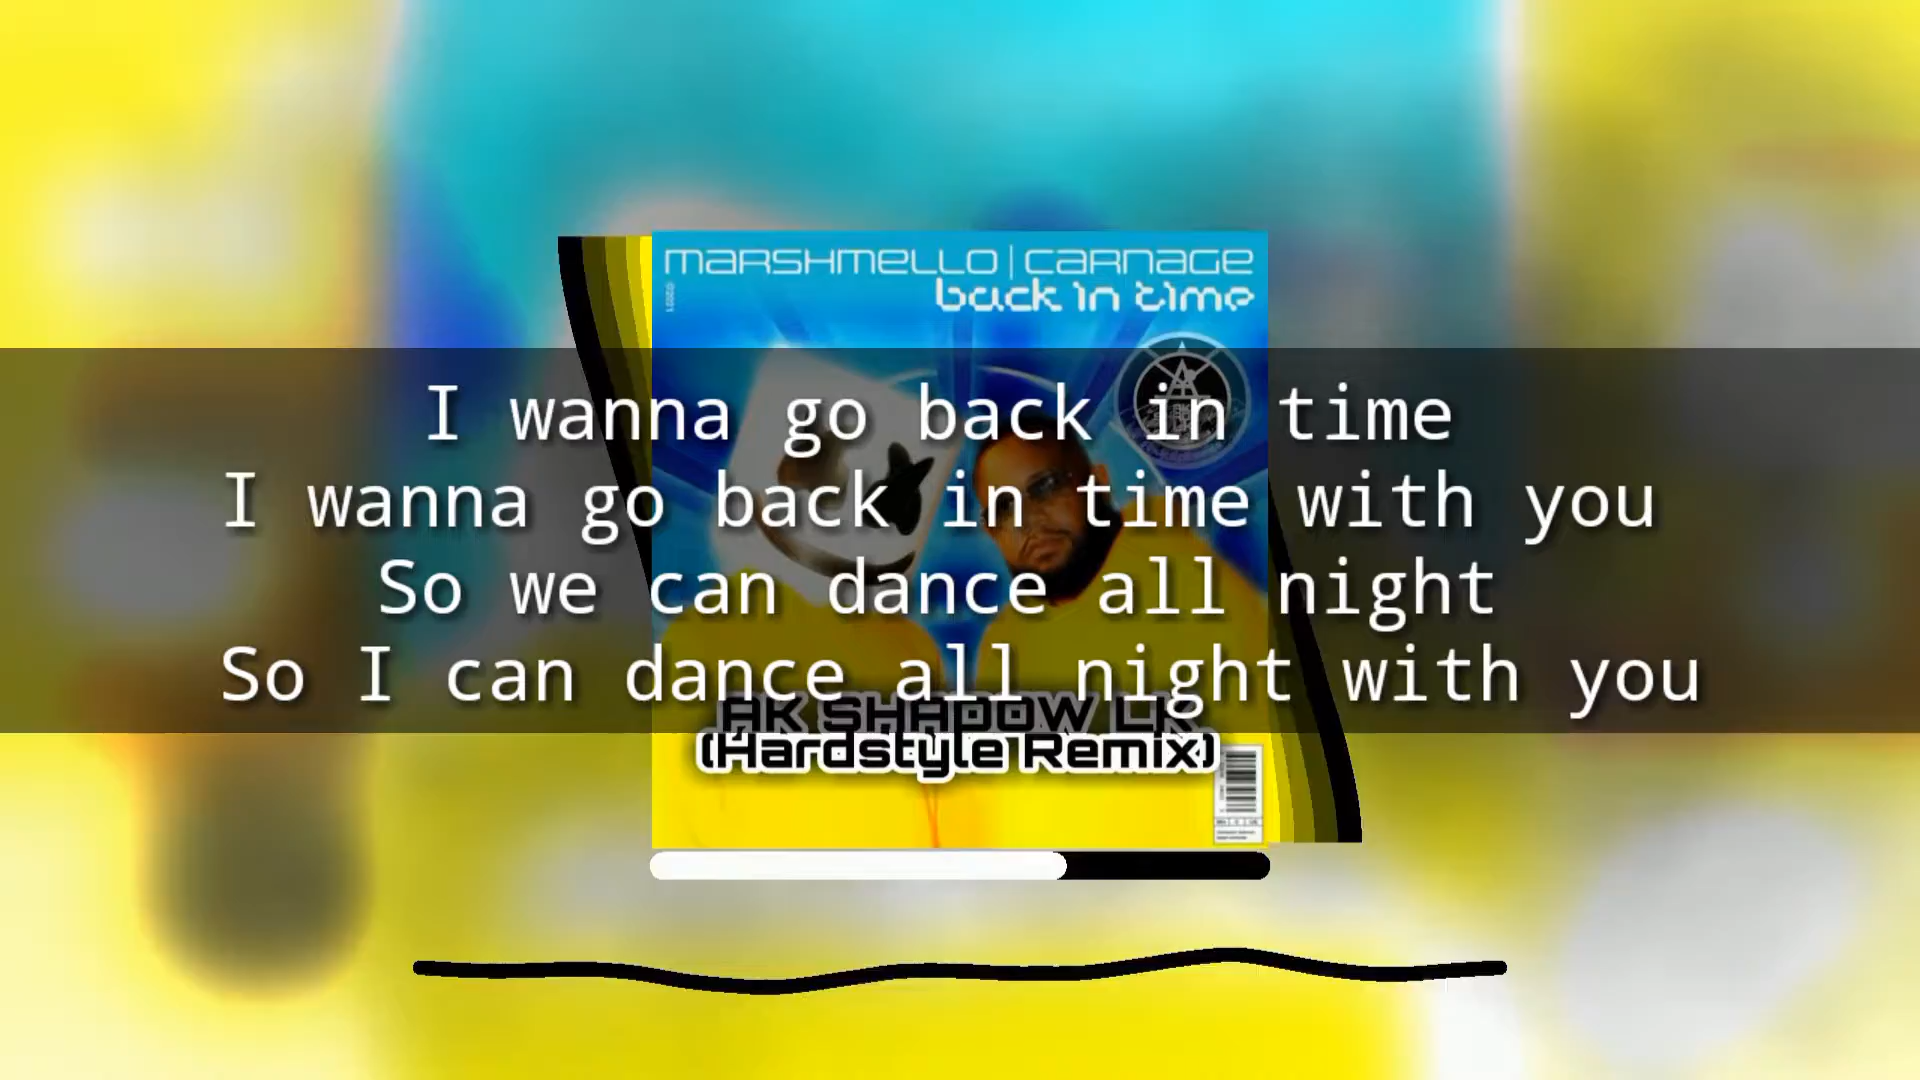 marshmello | carnage
back in time
©2021
I wanna go back in time
I wanna go back in time with you
So we can dance all night
So I can dance all night with you
AK SHADOW LK
(Hardstyle Remix)